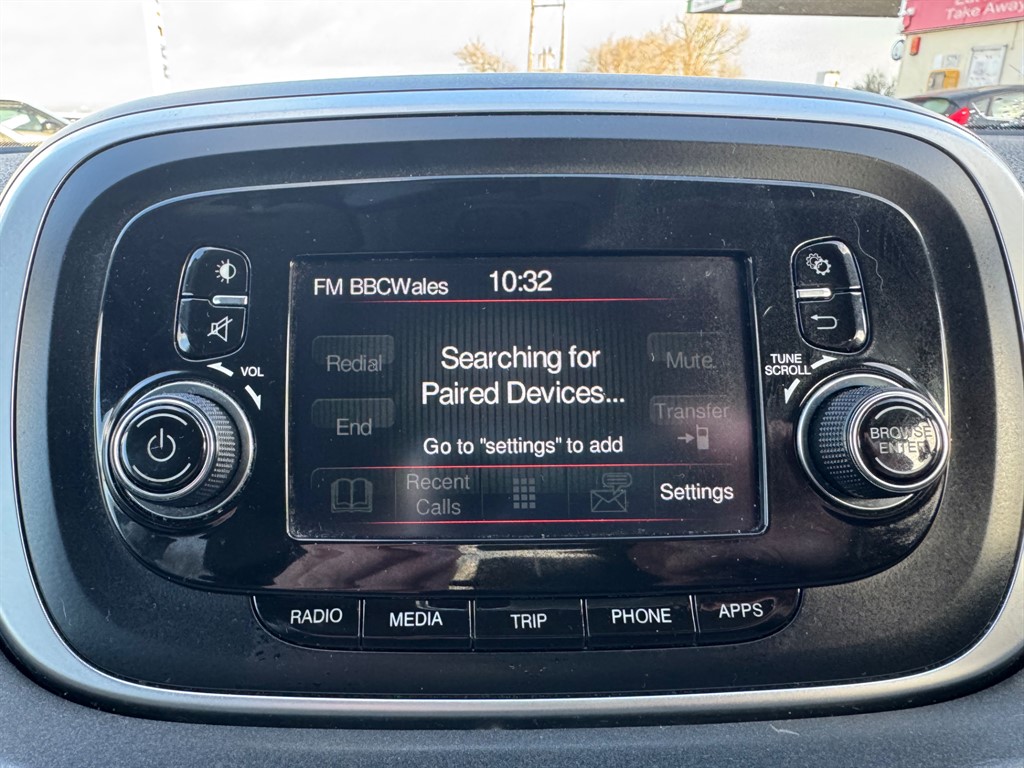 Take Away
FM BBCWales 10:32
Redial
Searching for
Paired Devices...
Mute
End
Transfer
Go to "settings" to add
Recent
Calls
Settings
VOL
TUNE
SCROLL
BROWSE
ENTER
RADIO
MEDIA
TRIP
PHONE
APPS